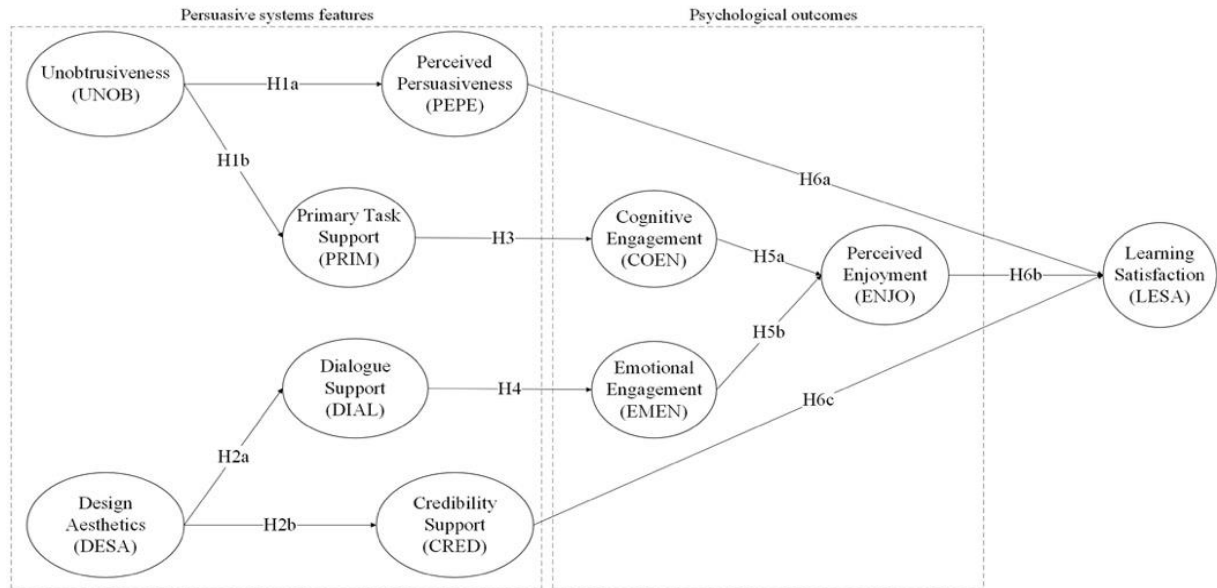 Persuasive systems features
Psychological outcomes
Unobtrusiveness
(UNOB)
H1a
Perceived
Persuasiveness
(PEPE)
H1b
H6a
Primary Task
Support
(PRIM)
H3
Cognitive
Engagement
(COEN)
H5a
Perceived
Enjoyment
(ENJO)
H6b
Learning
Satisfaction
(LESA)
H5b
Dialogue
Support
(DIAL)
H4
Emotional
Engagement
(EMEN)
H6c
H2a
Design
Aesthetics
(DESA)
H2b
Credibility
Support
(CRED)